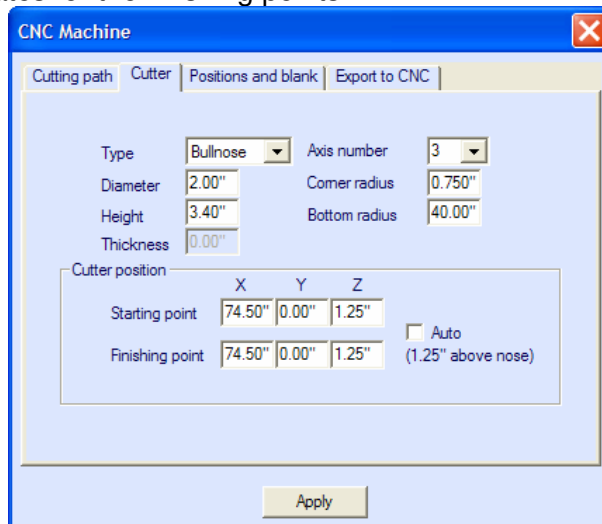 CNC Machine
Cutting path Cutter Positions and blank Export to CNC
Type Bullnose Axis number 3
Diameter 2.00" Corner radius 0.750"
Height 3.40" Bottom radius 40.00"
Thickness 0.00"
Cutter position
X Y Z
Starting point 74.50" 0.00" 1.25"
Auto
Finishing point 74.50" 0.00" 1.25" (1.25" above nose)
Apply